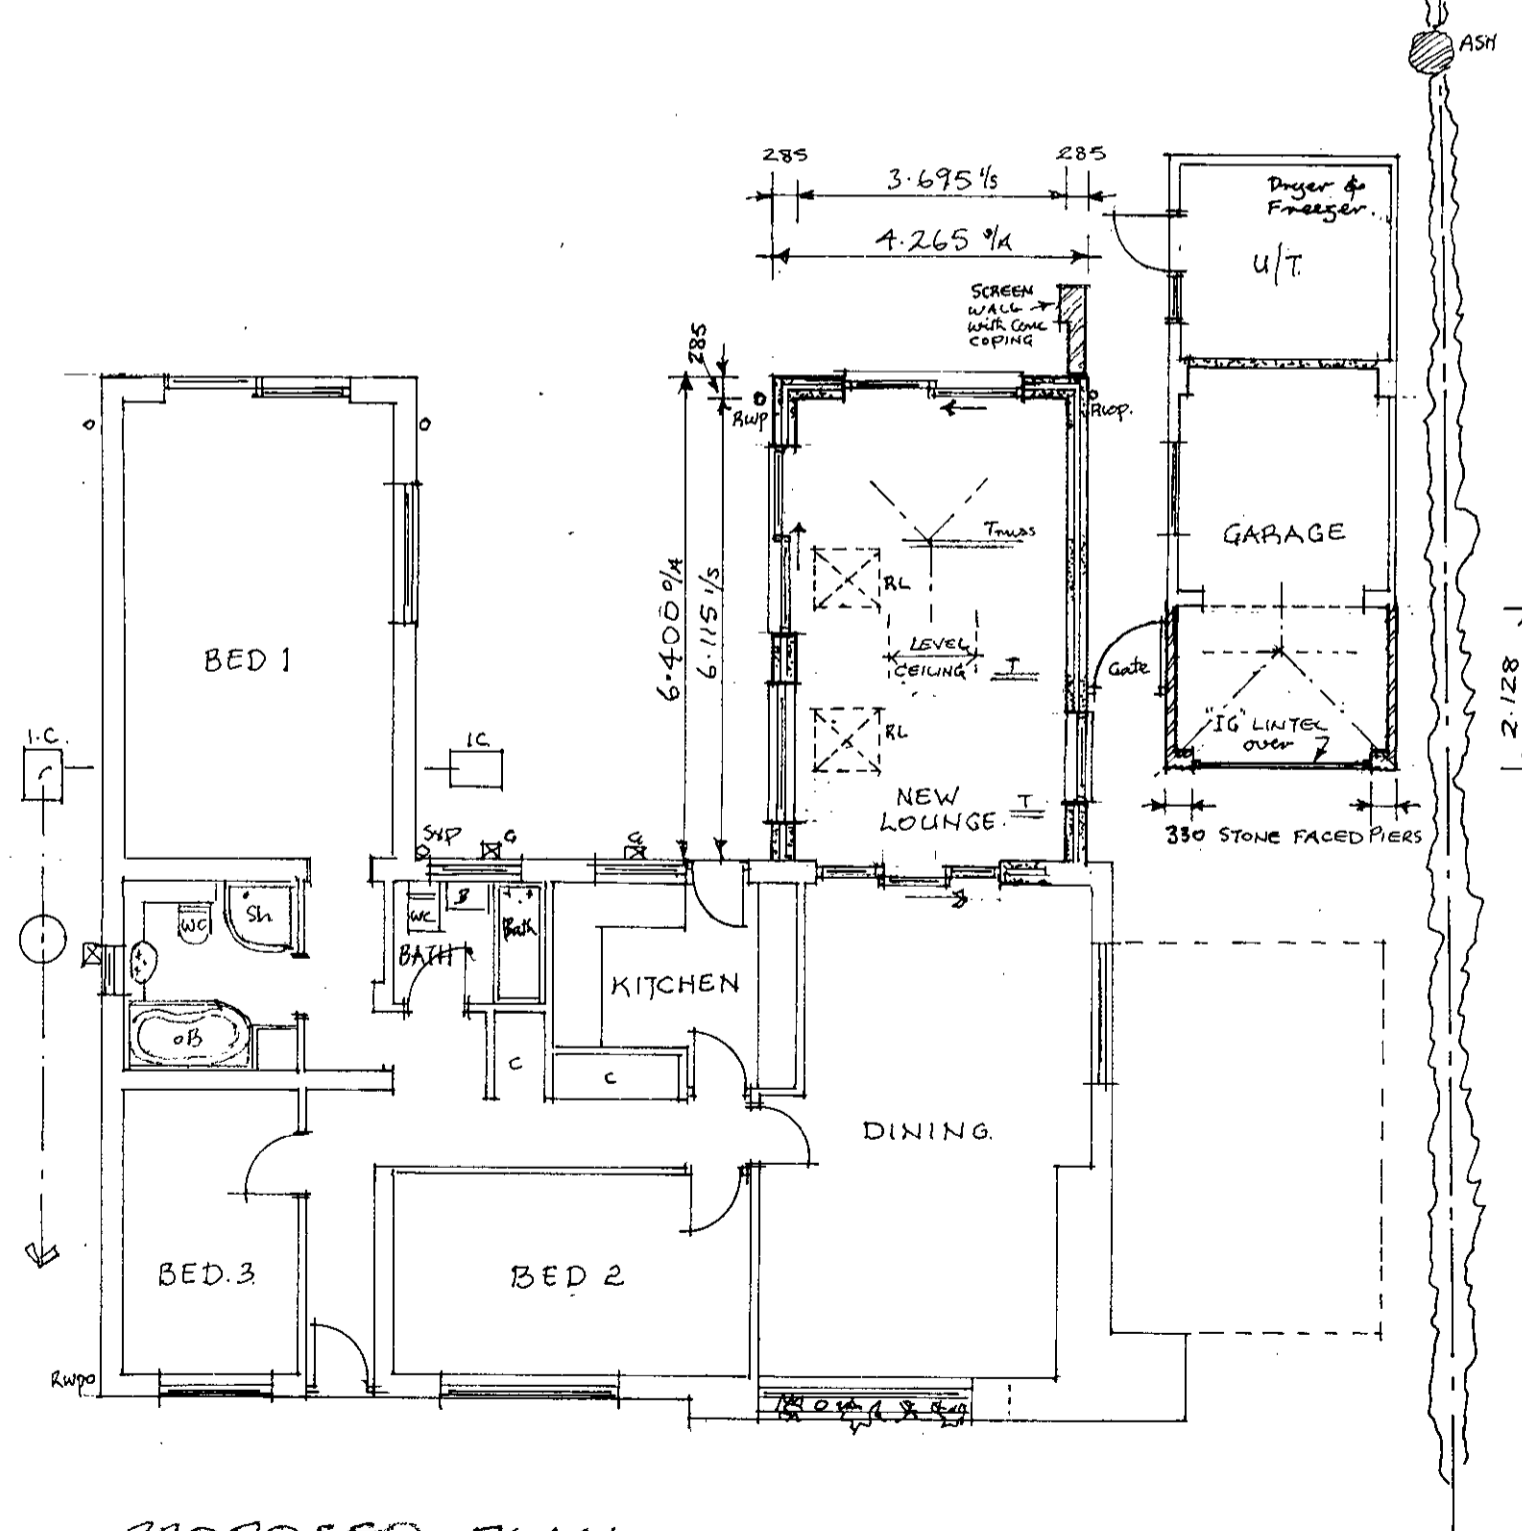 ASH
285
285
3.695 I/S
4.265 O/A
Dryer &
Freezer.
U/T.
SCREEN
WALL
with Conc
COPING
285
RWP
RWP.
Truss
GARAGE
RL
6.400 O/A
6.115 I/S
LEVEL
CEILING
T
Gate
BED 1
"IG" LINTEL
over
2.128
I.C.
IC
RL
NEW
LOUNGE.
T
330 STONE FACED PIERS
SVP
G
G
WC
Sh
WC
B
Bath
BATH
KITCHEN
OB
C
C
DINING.
BED.3
BED 2
RWPO
PROPOSED PLAN